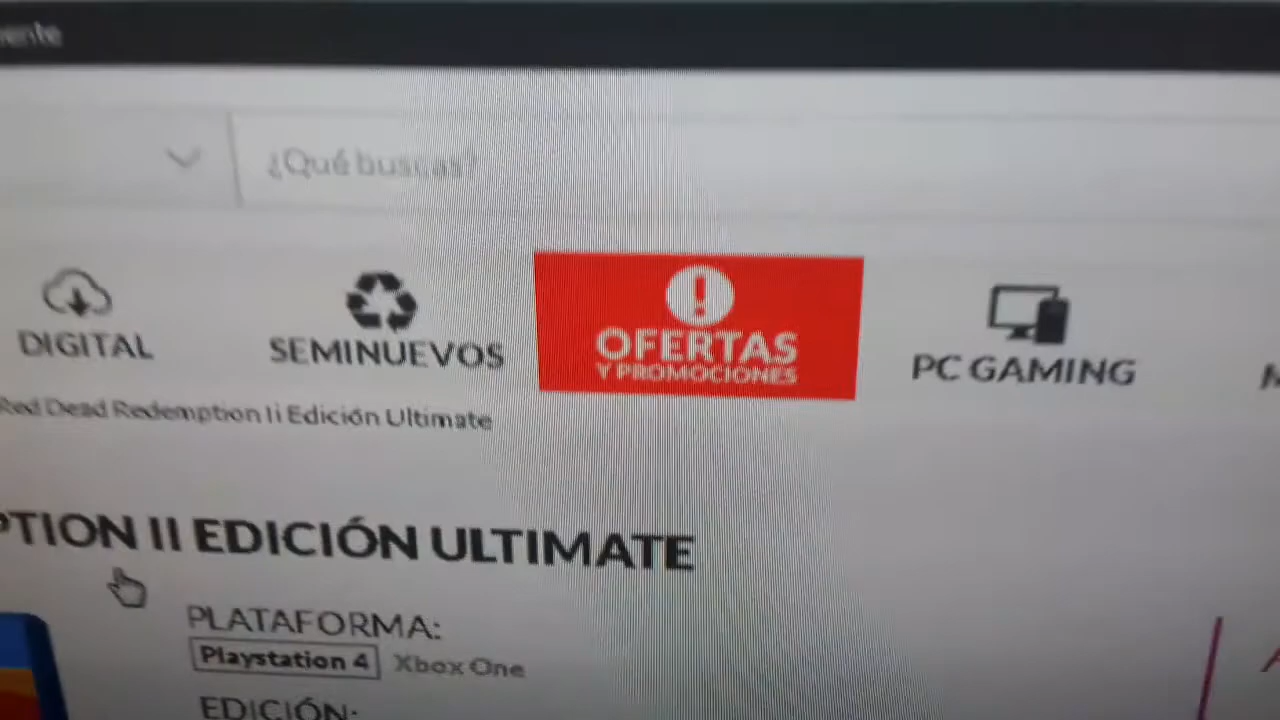 ¿Qué buscas?
DIGITAL
SEMINUEVOS
OFERTAS
Y PROMOCIONES
PC GAMING
Red Dead Redemption Ii Edición Ultimate
PTION II EDICIÓN ULTIMATE
PLATAFORMA:
Playstation 4 Xbox One
EDICIÓN: